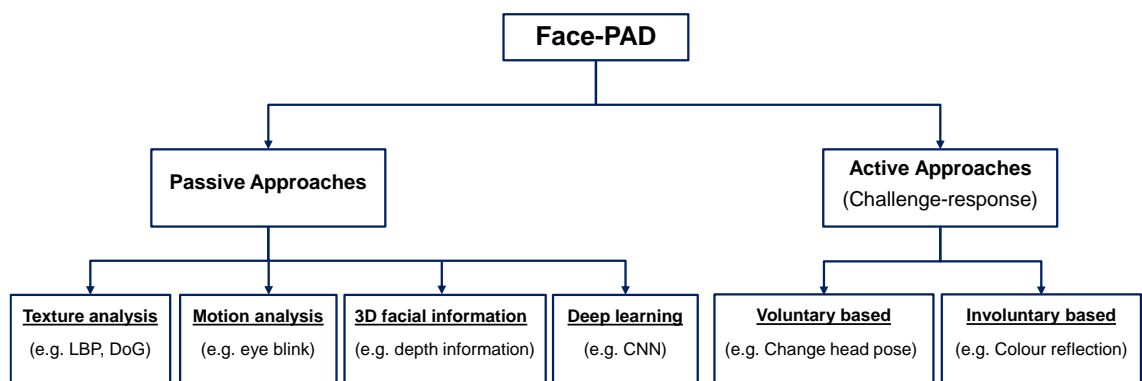 Face-PAD
Passive Approaches
Active Approaches
(Challenge-response)
Texture analysis
(e.g. LBP, DoG)
Motion analysis
(e.g. eye blink)
3D facial information
(e.g. depth information)
Deep learning
(e.g. CNN)
Voluntary based
(e.g. Change head pose)
Involuntary based
(e.g. Colour reflection)